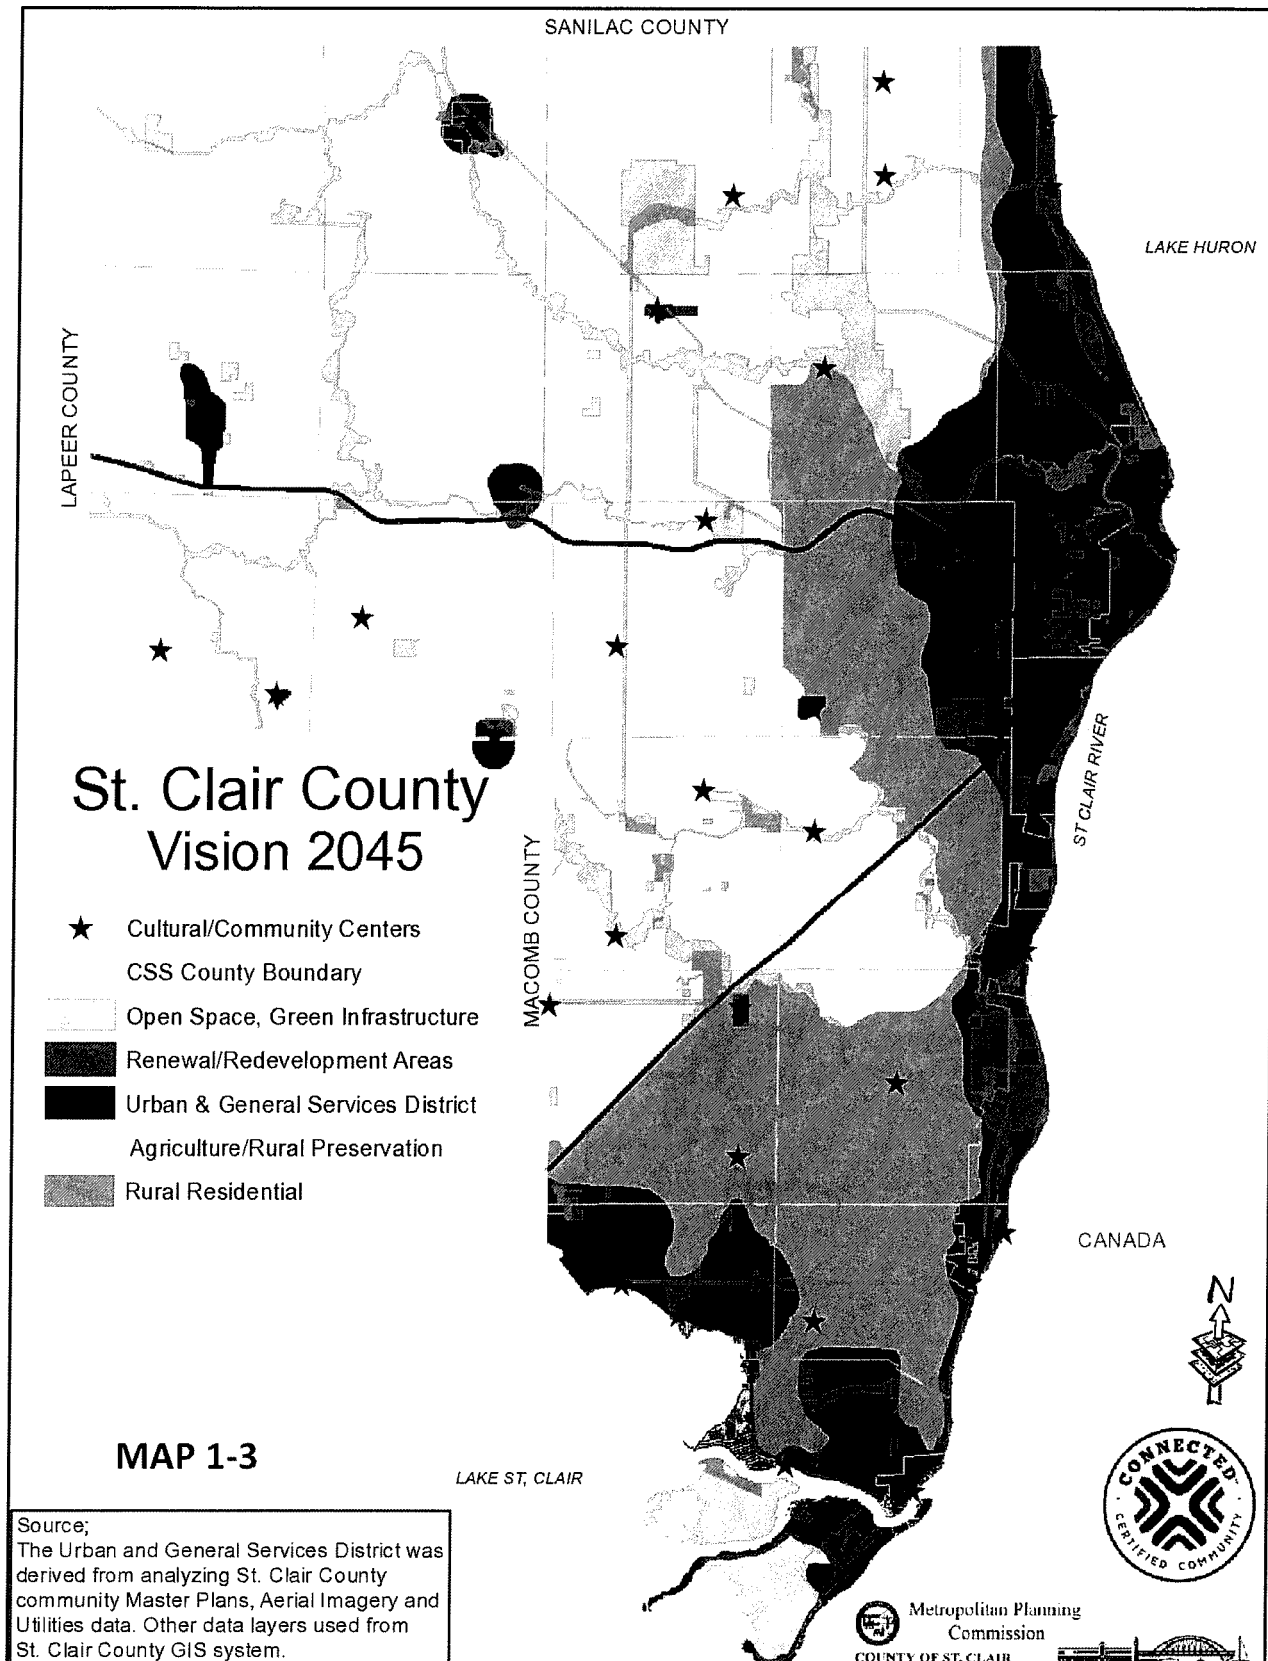 SANILAC COUNTY
LAKE HURON
LAPEER COUNTY
ST CLAIR RIVER
St. Clair County
Vision 2045
MACOMB COUNTY
Cultural/Community Centers
CSS County Boundary
Open Space, Green Infrastructure
Renewal/Redevelopment Areas
Urban & General Services District
Agriculture/Rural Preservation
Rural Residential
CANADA
N
MAP 1-3
LAKE ST, CLAIR
CONNECTED
CERTIFIED COMMUNITY
Source;
The Urban and General Services District was
derived from analyzing St. Clair County
community Master Plans, Aerial Imagery and
Utilities data. Other data layers used from
St. Clair County GIS system.
Metropolitan Planning
Commission
COUNTY OF ST. CLAIR